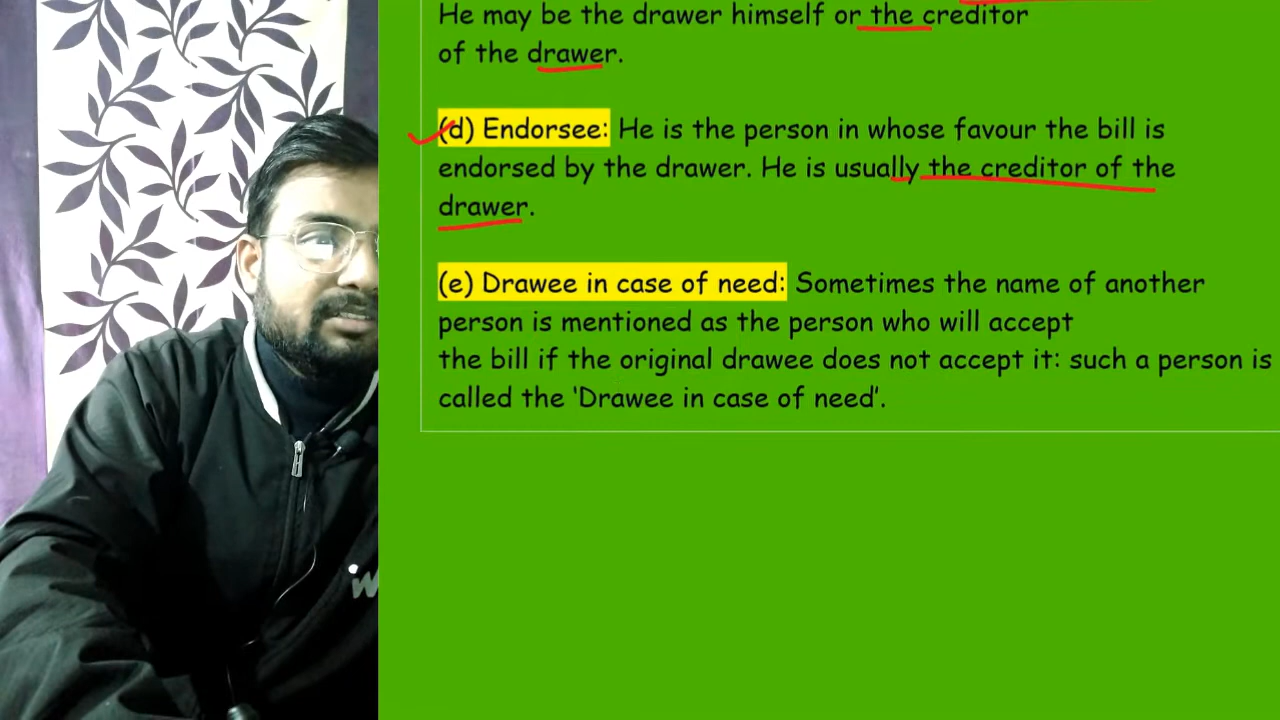 He may be the drawer himself or the creditor
of the drawer.
(d) Endorsee: He is the person in whose favour the bill is
endorsed by the drawer. He is usually the creditor of the
drawer.
(e) Drawee in case of need: Sometimes the name of another
person is mentioned as the person who will accept
the bill if the original drawee does not accept it: such a person is
called the ‘Drawee in case of need’.